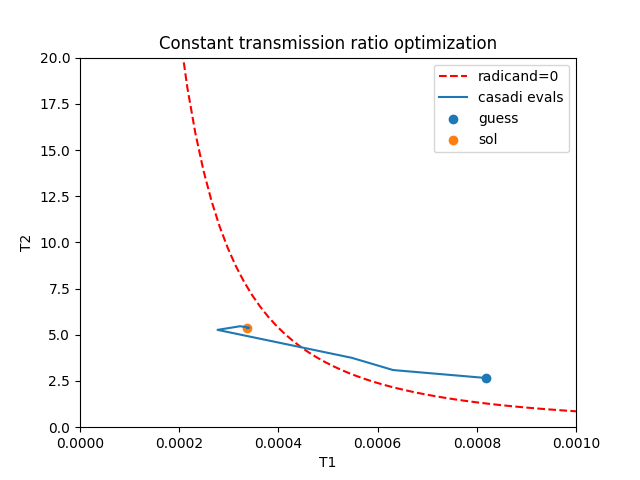 Constant transmission ratio optimization
20.0
17.5
15.0
12.5
10.0
7.5
5.0
2.5
0.0
T2
radicand=0
casadi evals
guess
sol
0.0000 0.0002 0.0004 0.0006 0.0008 0.0010
T1